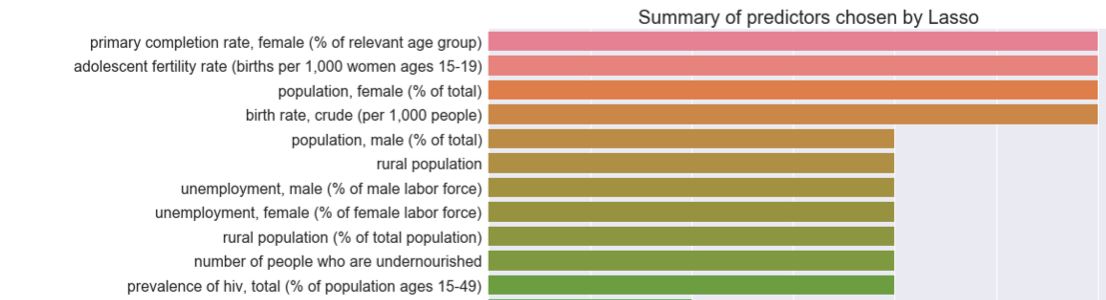 Summary of predictors chosen by Lasso
primary completion rate, female (% of relevant age group)
adolescent fertility rate (births per 1,000 women ages 15-19)
population, female (% of total)
birth rate, crude (per 1,000 people)
population, male (% of total)
rural population
unemployment, male (% of male labor force)
unemployment, female (% of female labor force)
rural population (% of total population)
number of people who are undernourished
prevalence of hiv, total (% of population ages 15-49)